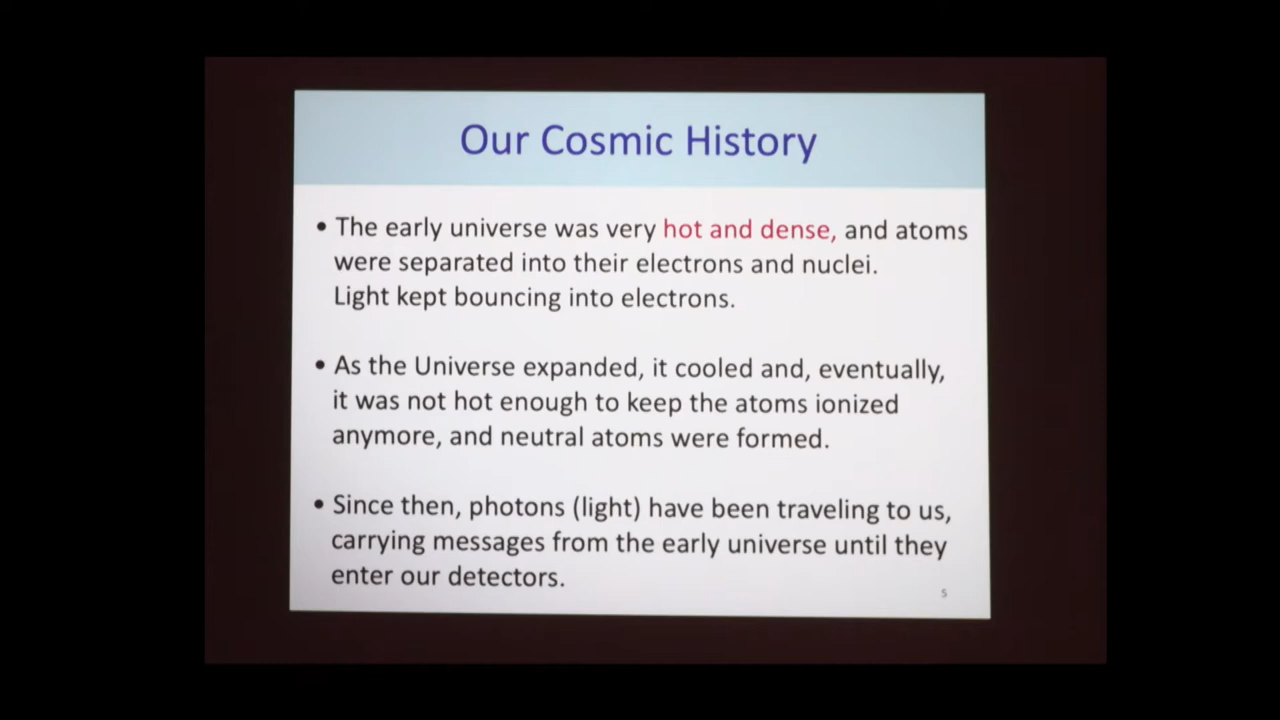 Our Cosmic History
• The early universe was very hot and dense, and atoms
were separated into their electrons and nuclei.
Light kept bouncing into electrons.
• As the Universe expanded, it cooled and, eventually,
it was not hot enough to keep the atoms ionized
anymore, and neutral atoms were formed.
• Since then, photons (light) have been traveling to us,
carrying messages from the early universe until they
enter our detectors.
5